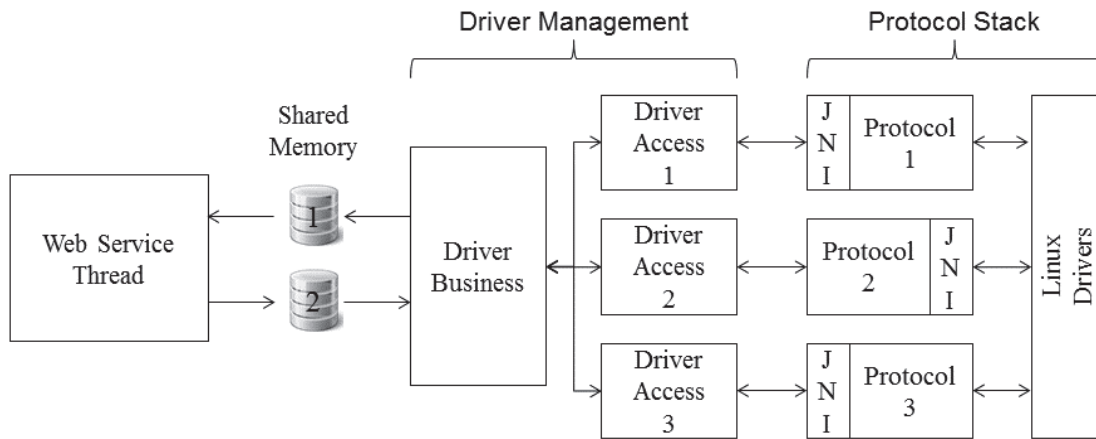 Driver Management
Protocol Stack
Shared
Memory
1
2
Web Service
Thread
Driver
Business
Driver
Access
1
Driver
Access
2
Driver
Access
3
J
N
I
Protocol
1
Protocol
2
J
N
I
J
N
I
Protocol
3
Linux
Drivers